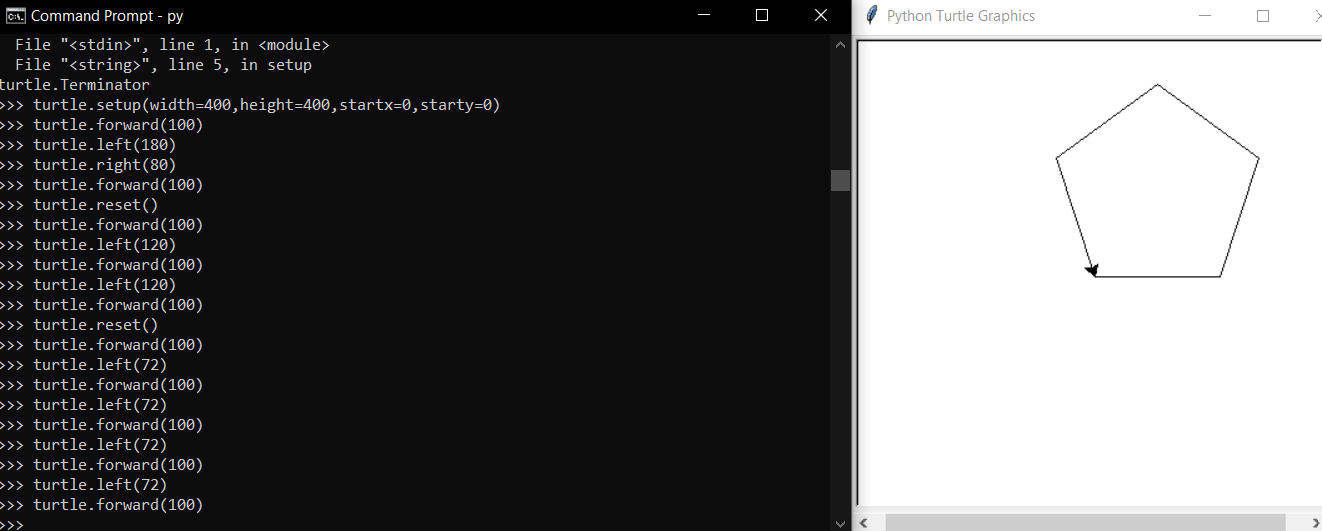 Command Prompt - py
File "<stdin>", line 1, in <module>
File "<string>", line 5, in setup
turtle.Terminator
>>> turtle.setup(width=400,height=400,startx=0,starty=0)
>>> turtle.forward(100)
>>> turtle.left(180)
>>> turtle.right(80)
>>> turtle.forward(100)
>>> turtle.reset()
>>> turtle.forward(100)
>>> turtle.left(120)
>>> turtle.forward(100)
>>> turtle.left(120)
>>> turtle.forward(100)
>>> turtle.reset()
>>> turtle.forward(100)
>>> turtle.left(72)
>>> turtle.forward(100)
>>> turtle.left(72)
>>> turtle.forward(100)
>>> turtle.left(72)
>>> turtle.forward(100)
>>> turtle.left(72)
>>> turtle.forward(100)
>>>
Python Turtle Graphics